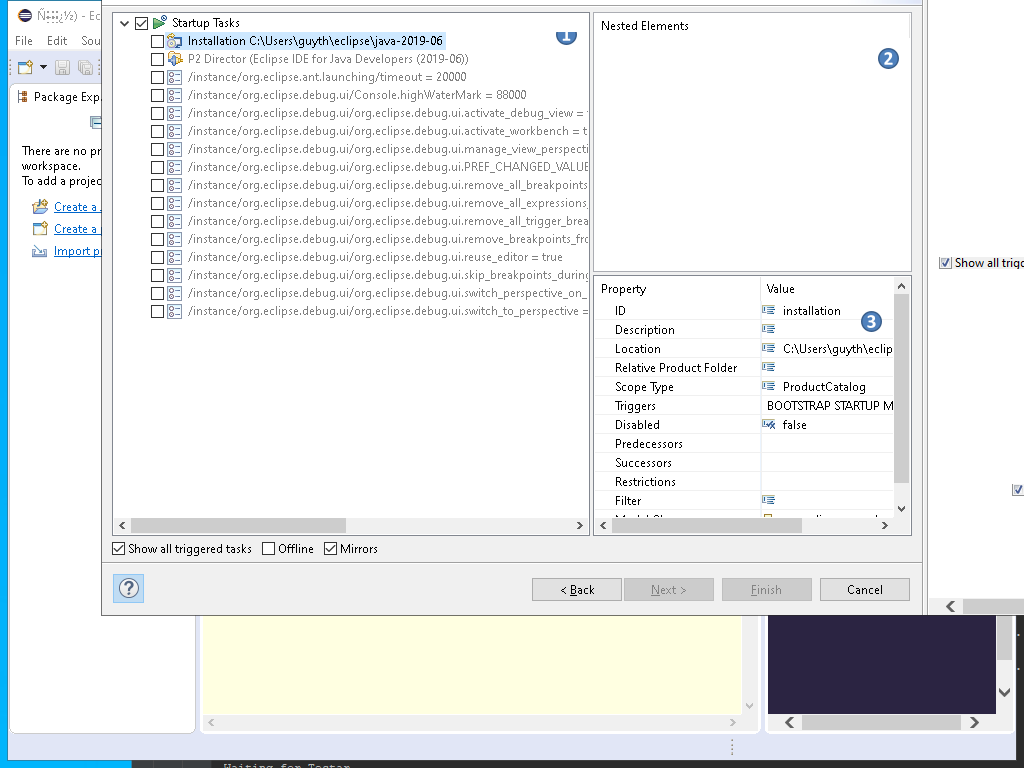 - Ec
File Edit Sou
Package Exp
There are no pr
workspace.
To add a projec
Create a
Create a
Import p
Startup Tasks
Installation C:\Users\guyth\eclipse\java-2019-06
P2 Director (Eclipse IDE for Java Developers (2019-06))
/instance/org.eclipse.ant.launching/timeout = 20000
/instance/org.eclipse.debug.ui/Console.highWaterMark = 88000
/instance/org.eclipse.debug.ui/org.eclipse.debug.ui.activate_debug_view =
/instance/org.eclipse.debug.ui/org.eclipse.debug.ui.activate_workbench = t
/instance/org.eclipse.debug.ui/org.eclipse.debug.ui.manage_view_perspecti
/instance/org.eclipse.debug.ui/org.eclipse.debug.ui.PREF_CHANGED_VALUE
/instance/org.eclipse.debug.ui/org.eclipse.debug.ui.remove_all_breakpoints
/instance/org.eclipse.debug.ui/org.eclipse.debug.ui.remove_all_expressions_
/instance/org.eclipse.debug.ui/org.eclipse.debug.ui.remove_all_trigger_brea
/instance/org.eclipse.debug.ui/org.eclipse.debug.ui.remove_breakpoints_fro
/instance/org.eclipse.debug.ui/org.eclipse.debug.ui.reuse_editor = true
/instance/org.eclipse.debug.ui/org.eclipse.debug.ui.skip_breakpoints_during
/instance/org.eclipse.debug.ui/org.eclipse.debug.ui.switch_perspective_on_
/instance/org.eclipse.debug.ui/org.eclipse.debug.ui.switch_to_perspective =
1
Nested Elements
2
Property Value
ID installation
3
Description
Location C:\Users\guyth\eclip
Relative Product Folder
Scope Type ProductCatalog
Triggers BOOTSTRAP STARTUP M
Disabled false
Predecessors
Successors
Restrictions
Filter
Show all triggered tasks Offline Mirrors
? < Back Next > Finish Cancel
Show all trigg
Waiting for Tester